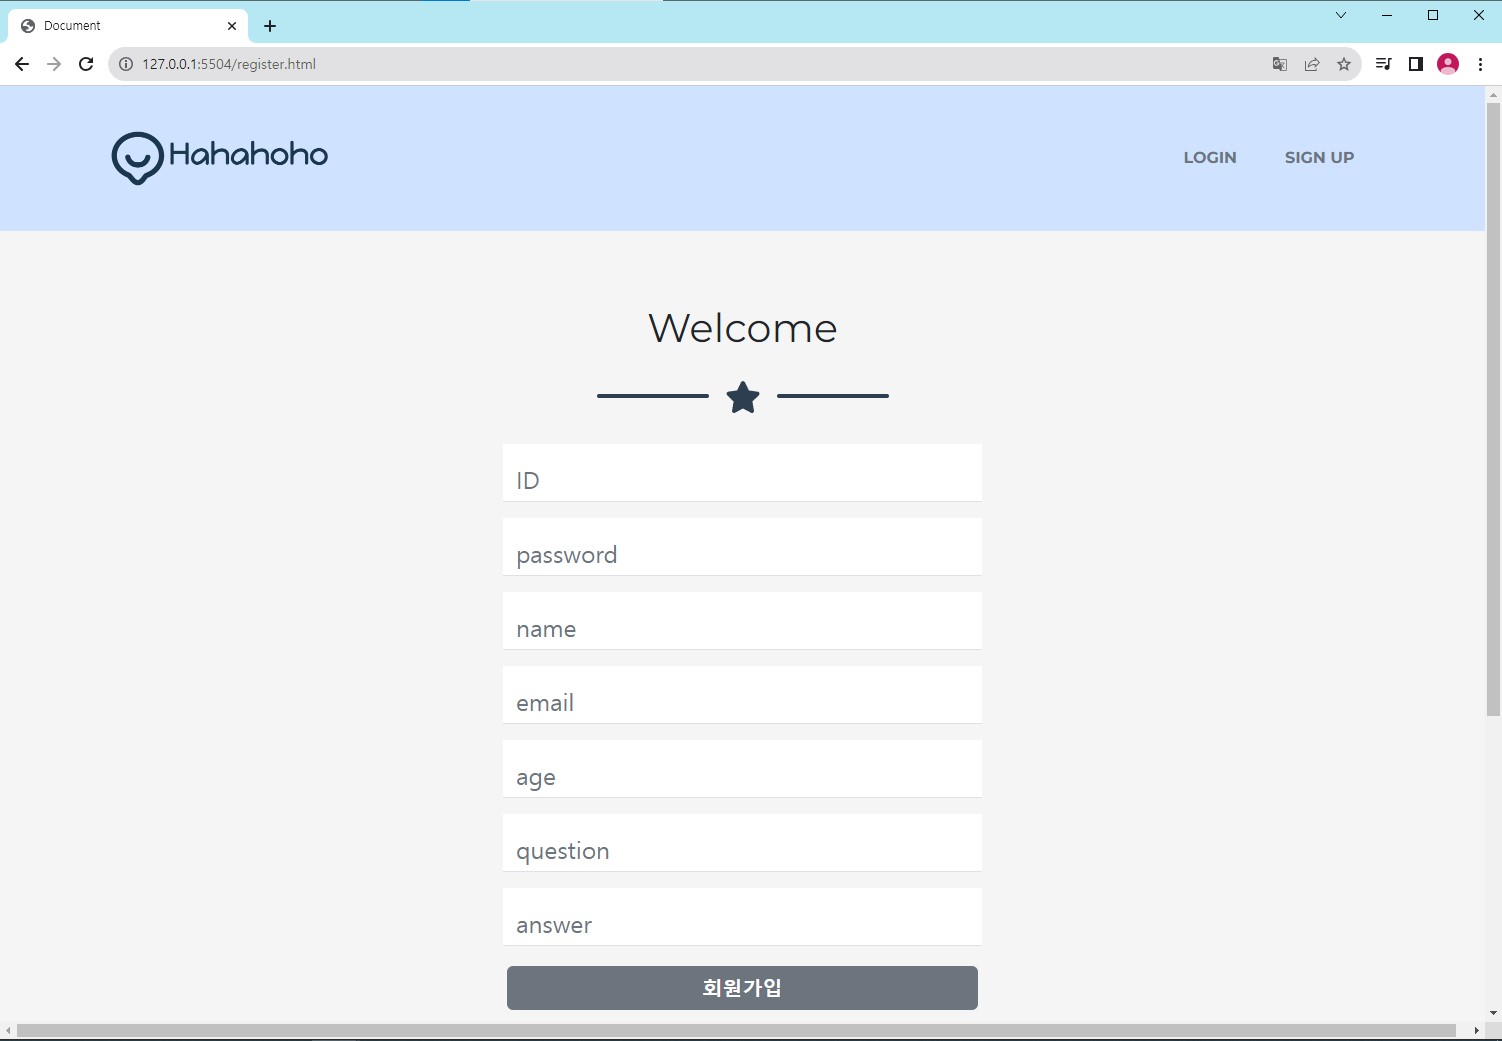 Document
127.0.0.1:5504/register.html
Hahahoho
LOGIN
SIGN UP
Welcome
ID
password
name
email
age
question
answer
회원가입